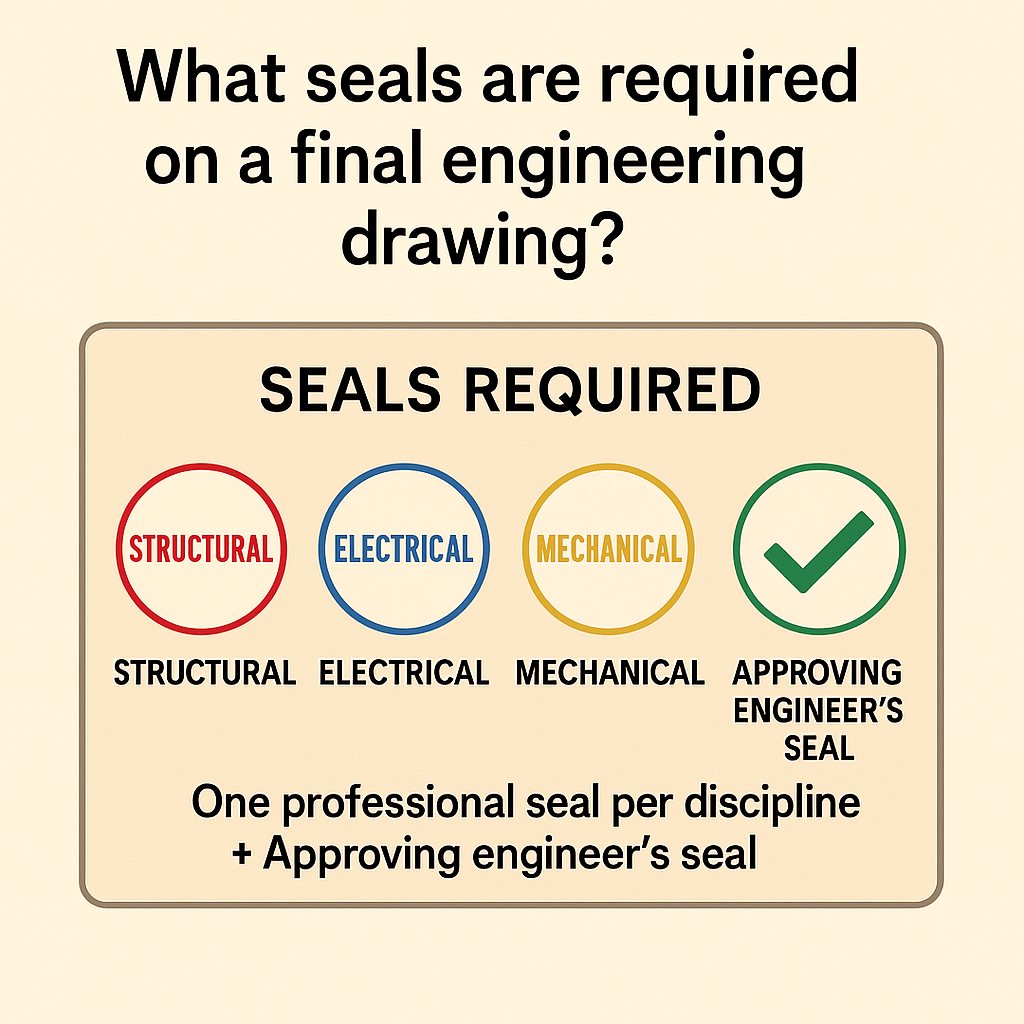 What seals are required
on a final engineering
drawing?
SEALS REQUIRED
STRUCTURAL ELECTRICAL MECHANICAL
STRUCTURAL ELECTRICAL MECHANICAL APPROVING
ENGINEER’S
SEAL
One professional seal per discipline
+ Approving engineer’s seal